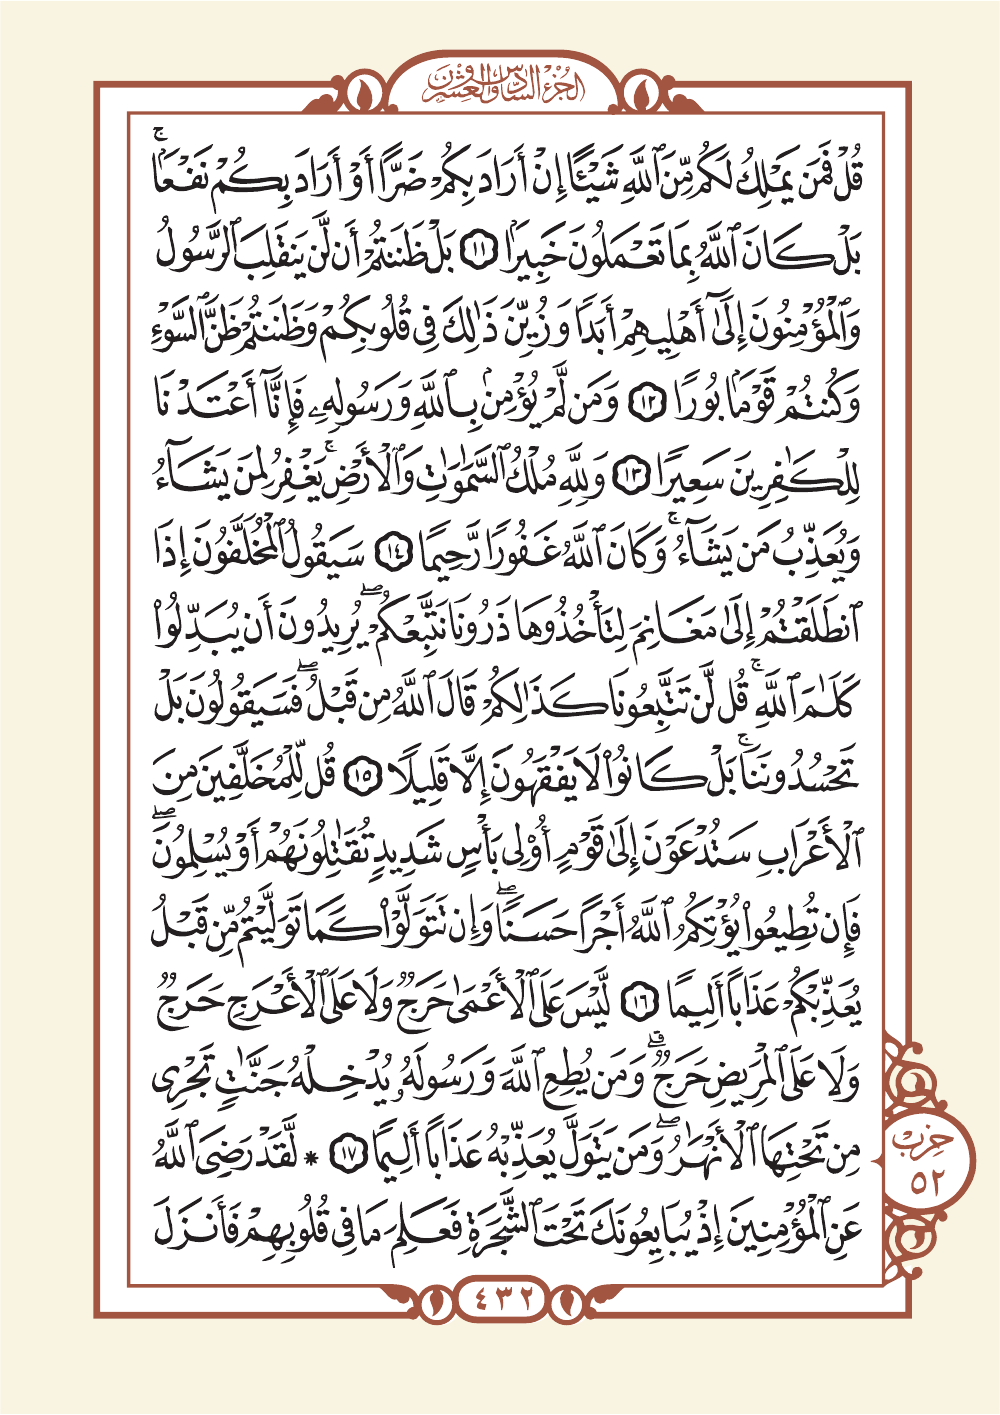 الجزء السادس والعشرون
قُلْ فَمَن يَمْلِكُ لَكُم مِّنَ ٱللَّهِ شَيْـًٔا إِنْ أَرَادَ بِكُمْ ضَرًّا أَوْ أَرَادَ بِكُمْ نَفْعَۢا ۚ
بَلْ كَانَ ٱللَّهُ بِمَا تَعْمَلُونَ خَبِيرَۢا ١١ بَلْ ظَنَنتُمْ أَن لَّن يَنقَلِبَ ٱلرَّسُولُ
وَٱلْمُؤْمِنُونَ إِلَىٰٓ أَهْلِيهِمْ أَبَدًا وَزُيِّنَ ذَٰلِكَ فِى قُلُوبِكُمْ وَظَنَنتُمْ ظَنَّ ٱلسَّوْءِ
وَكُنتُمْ قَوْمَۢا بُورًا ١٢ وَمَن لَّمْ يُؤْمِنۢ بِٱللَّهِ وَرَسُولِهِۦ فَإِنَّآ أَعْتَدْنَا
لِلْكَـٰفِرِينَ سَعِيرًا ١٣ وَلِلَّهِ مُلْكُ ٱلسَّمَـٰوَٰتِ وَٱلْأَرْضِ ۚ يَغْفِرُ لِمَن يَشَآءُ
وَيُعَذِّبُ مَن يَشَآءُ ۚ وَكَانَ ٱللَّهُ غَفُورًا رَّحِيمًا ١٤ سَيَقُولُ ٱلْمُخَلَّفُونَ إِذَا
ٱنطَلَقْتُمْ إِلَىٰ مَغَانِمَ لِتَأْخُذُوهَا ذَرُونَا نَتَّبِعْكُمْ ۖ يُرِيدُونَ أَن يُبَدِّلُوا۟
كَلَـٰمَ ٱللَّهِ ۚ قُل لَّن تَتَّبِعُونَا كَذَٰلِكُمْ قَالَ ٱللَّهُ مِن قَبْلُ ۖ فَسَيَقُولُونَ بَلْ
تَحْسُدُونَنَا ۚ بَلْ كَانُوا۟ لَا يَفْقَهُونَ إِلَّا قَلِيلًا ١٥ قُل لِّلْمُخَلَّفِينَ مِنَ
ٱلْأَعْرَابِ سَتُدْعَوْنَ إِلَىٰ قَوْمٍ أُو۟لِى بَأْسٍ شَدِيدٍ تُقَـٰتِلُونَهُمْ أَوْ يُسْلِمُونَ ۖ
فَإِن تُطِيعُوا۟ يُؤْتِكُمُ ٱللَّهُ أَجْرًا حَسَنًا ۖ وَإِن تَتَوَلَّوْا۟ كَمَا تَوَلَّيْتُم مِّن قَبْلُ
يُعَذِّبْكُمْ عَذَابًا أَلِيمًا ١٦ لَّيْسَ عَلَى ٱلْأَعْمَىٰ حَرَجٌ وَلَا عَلَى ٱلْأَعْرَجِ حَرَجٌ
وَلَا عَلَى ٱلْمَرِيضِ حَرَجٌ ۗ وَمَن يُطِعِ ٱللَّهَ وَرَسُولَهُۥ يُدْخِلْهُ جَنَّـٰتٍ تَجْرِى
مِن تَحْتِهَا ٱلْأَنْهَـٰرُ ۖ وَمَن يَتَوَلَّ يُعَذِّبْهُ عَذَابًا أَلِيمًا ١٧ * لَّقَدْ رَضِىَ ٱللَّهُ
عَنِ ٱلْمُؤْمِنِينَ إِذْ يُبَايِعُونَكَ تَحْتَ ٱلشَّجَرَةِ فَعَلِمَ مَا فِى قُلُوبِهِمْ فَأَنزَلَ
حزب
٥٢
٤٣٢